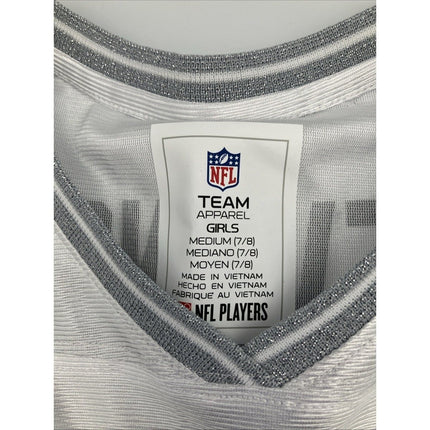 NFL
TEAM
APPAREL
GIRLS
MEDIUM (7/8)
MEDIANO (7/8)
MOYEN (7/8)
MADE IN VIETNAM
HECHO EN VIETNAM
FABRIQUÉ AU VIETNAM
NFL PLAYERS